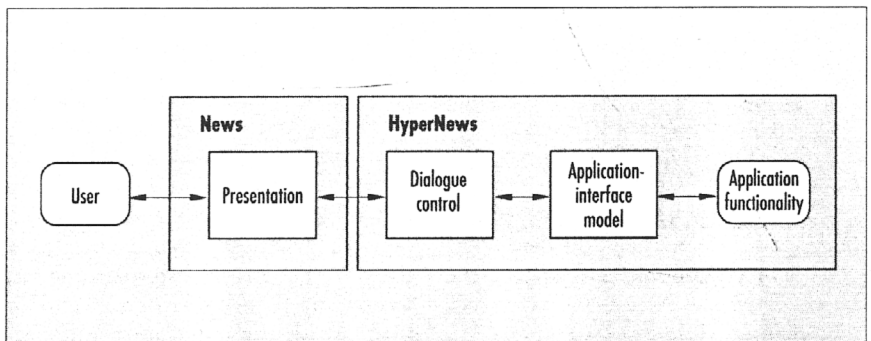 News
HyperNews
User
Presentation
Dialogue
control
Application-
interface
model
Application
functionality